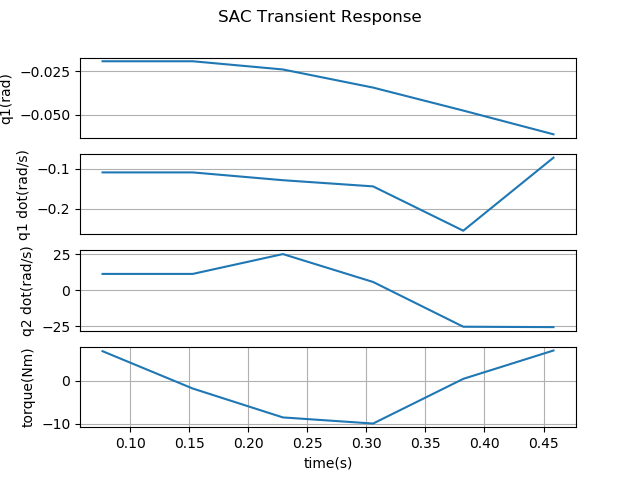 SAC Transient Response
q1(rad)
−0.025
−0.050
q1 dot(rad/s)
−0.1
−0.2
q2 dot(rad/s)
25
0
−25
torque(Nm)
0
−10
0.10 0.15 0.20 0.25 0.30 0.35 0.40 0.45
time(s)